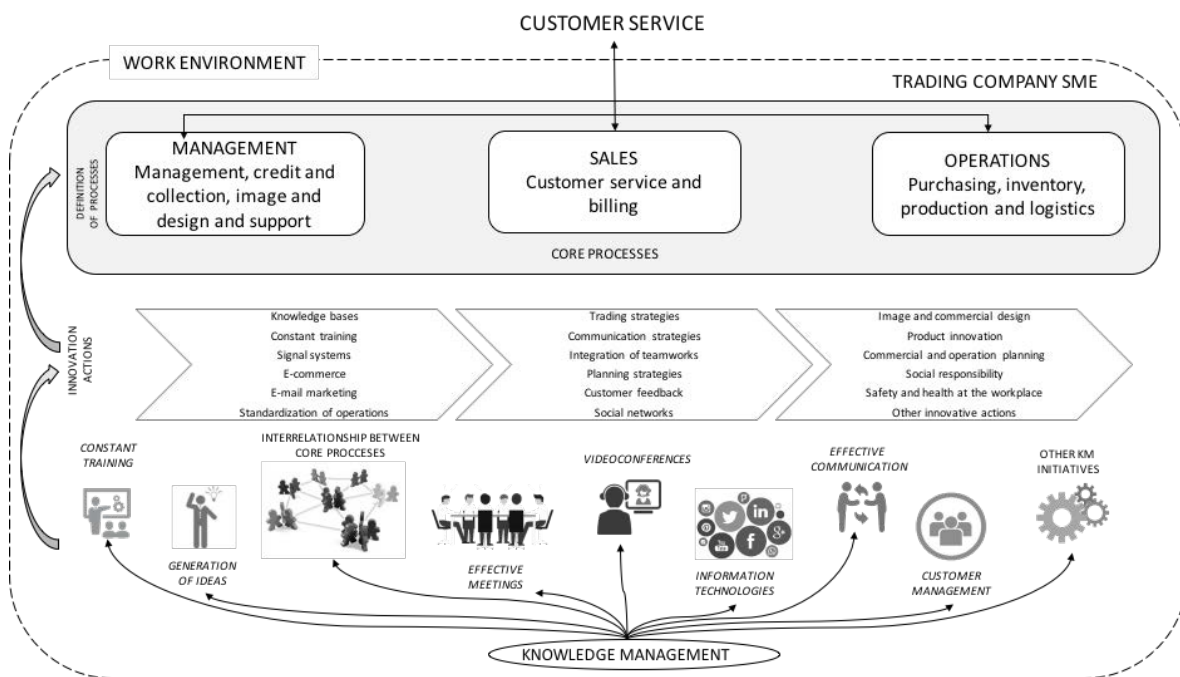 CUSTOMER SERVICE
WORK ENVIRONMENT
TRADING COMPANY SME
DEFINITION
OF PROCESSES
MANAGEMENT
Management, credit and
collection, image and
design and support
SALES
Customer service and
billing
OPERATIONS
Purchasing, inventory,
production and logistics
CORE PROCESSES
INNOVATION
ACTIONS
Knowledge bases
Constant training
Signal systems
E-commerce
E-mail marketing
Standardization of operations
Trading strategies
Communication strategies
Integration of teamworks
Planning strategies
Customer feedback
Social networks
Image and commercial design
Product innovation
Commercial and operation planning
Social responsibility
Safety and health at the workplace
Other innovative actions
CONSTANT
TRAINING
INTERRELATIONSHIP BETWEEN
CORE PROCCESES
VIDEOCONFERENCES
EFFECTIVE
COMMUNICATION
OTHER KM
INITIATIVES
GENERATION
OF IDEAS
EFFECTIVE
MEETINGS
INFORMATION
TECHNOLOGIES
CUSTOMER
MANAGEMENT
KNOWLEDGE MANAGEMENT